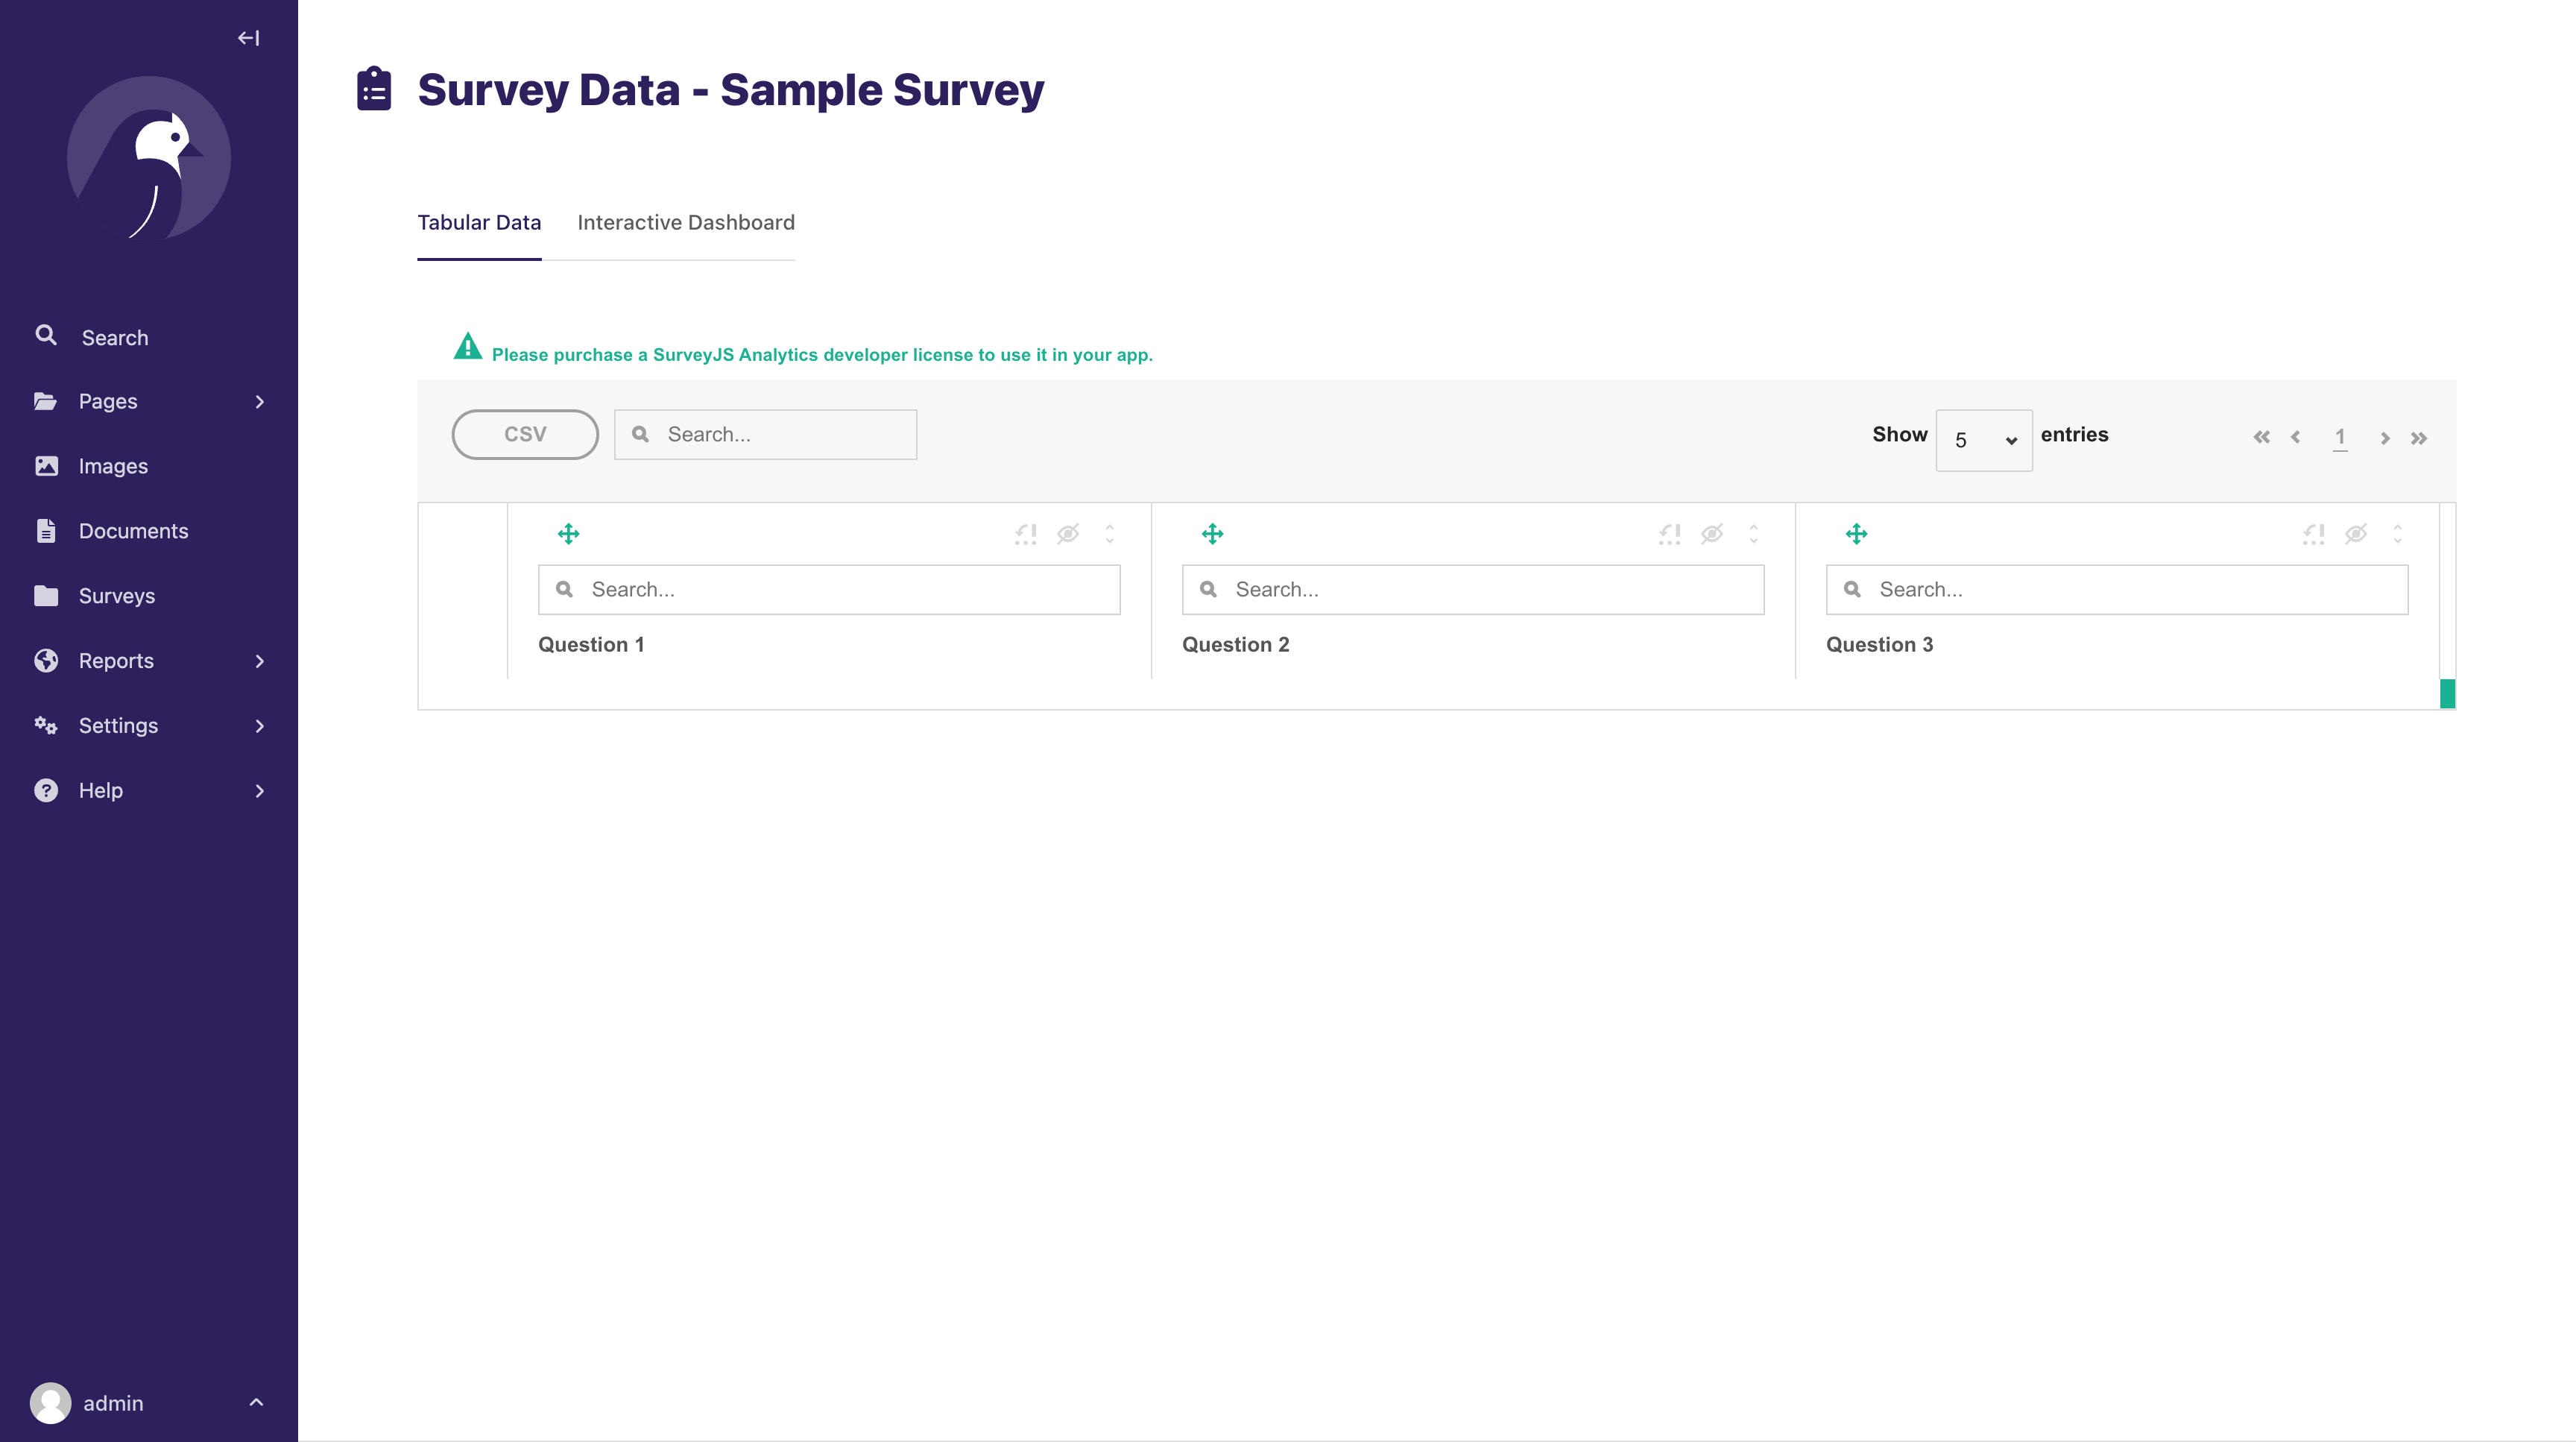 Survey Data - Sample Survey
Tabular Data
Interactive Dashboard
Search
Pages
Images
Documents
Surveys
Reports
Settings
Help
admin
Please purchase a SurveyJS Analytics developer license to use it in your app.
CSV
Search...
Show 5 entries
1
Search...
Search...
Search...
Question 1
Question 2
Question 3